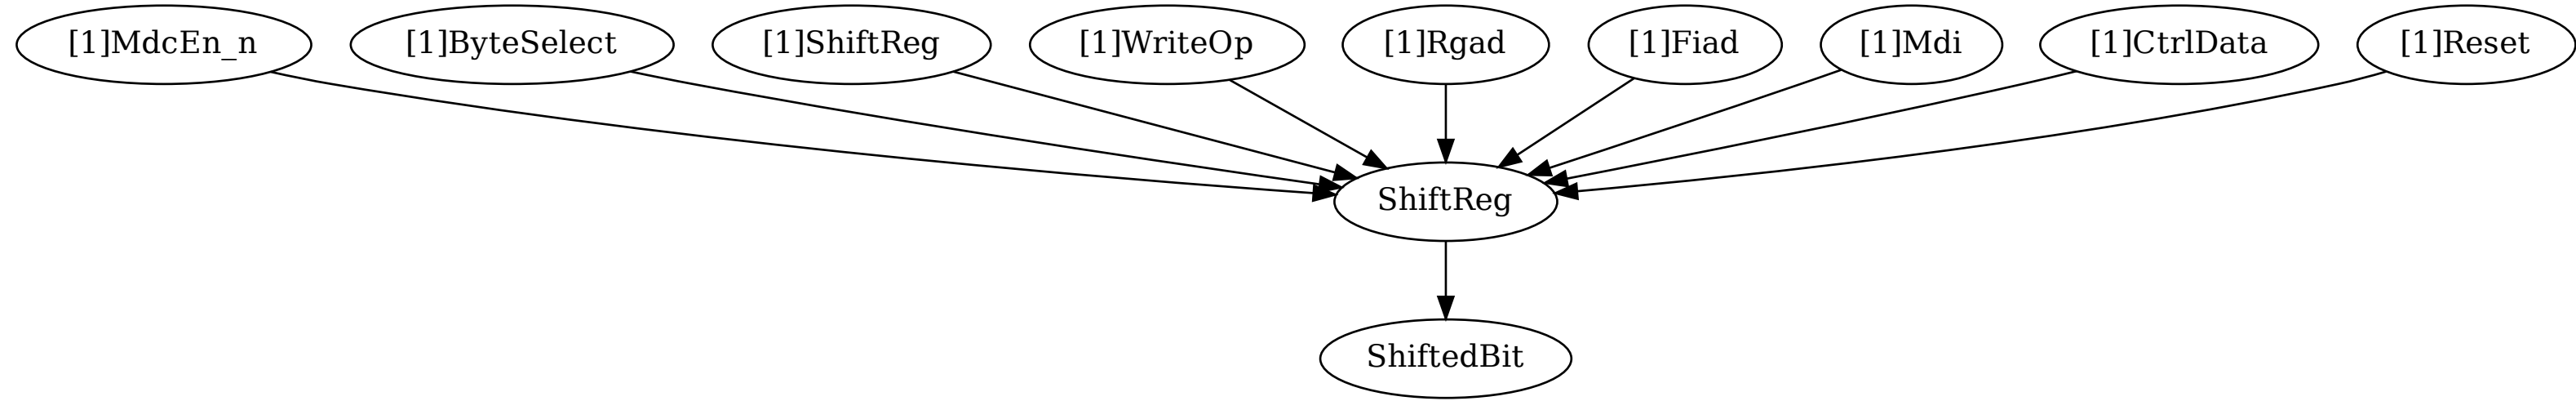 [1]MdcEn_n
[1]ByteSelect
[1]ShiftReg
[1]WriteOp
[1]Rgad
[1]Fiad
[1]Mdi
[1]CtrlData
[1]Reset
ShiftReg
ShiftedBit